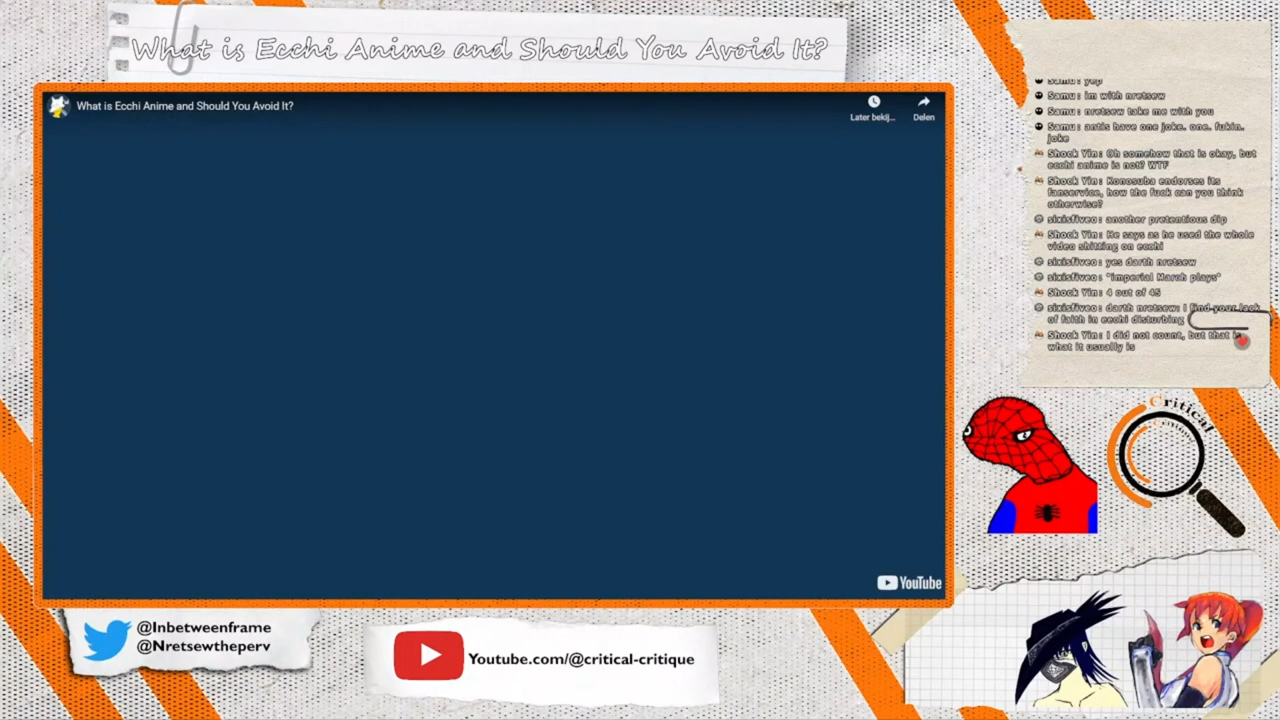 What is Ecchi Anime and Should You Avoid It?
What is Ecchi Anime and Should You Avoid It?
Later bekij...
Delen
YouTube
Samu: yep
Samu: im with nretsew
Samu: nretsew take me with you
Samu: antis have one joke. one. fukin.
joke
Shock Yin: Oh somehow that is okay, but
ecchi anime is not? WTF
Shock Yin: Konosuba endorses its
fanservice, how the fuck can you think
otherwise?
sixisfiveo: another pretentious dip
Shock Yin: He says as he used the whole
video shitting on ecchi
sixisfiveo: yes darth nretsew
sixisfiveo: *imperial March plays*
Shock Yin: 4 out of 45
sixisfiveo: darth nretsew: I find your lack
of faith in ecchi disturbing
Shock Yin: I did not count, but that is
what it usually is
Critical
@Inbetweenframe
@Nretsewtheperv
Youtube.com/@critical-critique